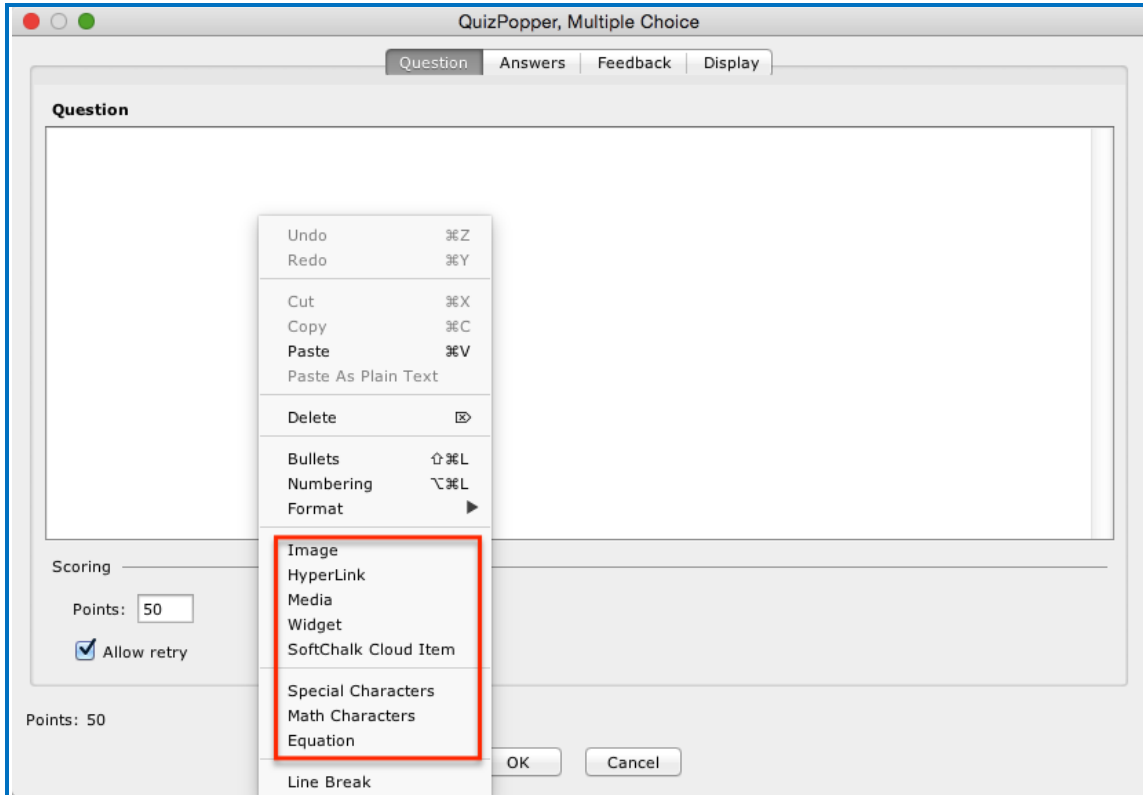 QuizPopper, Multiple Choice
Question Answers Feedback Display
Question
Undo ⌘Z
Redo ⌘Y
Cut ⌘X
Copy ⌘C
Paste ⌘V
Paste As Plain Text
Delete ⌦
Bullets ⇧⌘L
Numbering ⌥⌘L
Format ▶
Image
HyperLink
Media
Widget
SoftChalk Cloud Item
Special Characters
Math Characters
Equation
Line Break
Scoring
Points: 50
Allow retry
Points: 50
OK Cancel